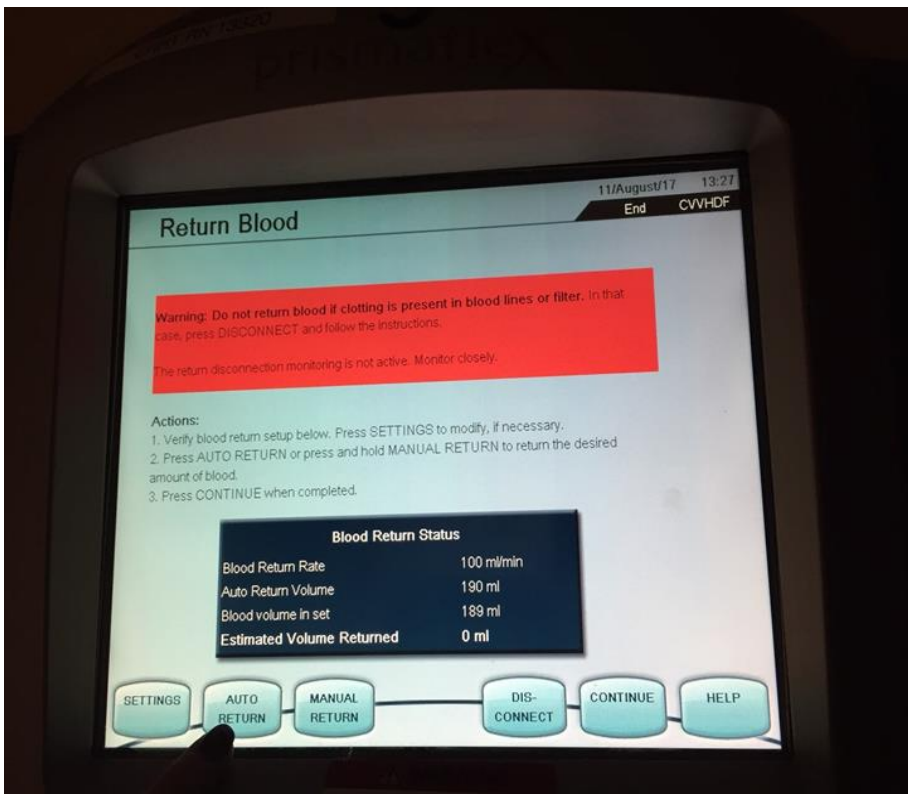 prismaflex
11/August/17 13:27
Return Blood
End CVVHDF
Warning: Do not return blood if clotting is present in blood lines or filter. In that
case, press DISCONNECT and follow the instructions.
The return disconnection monitoring is not active. Monitor closely.
Actions:
1. Verify blood return setup below. Press SETTINGS to modify, if necessary.
2. Press AUTO RETURN or press and hold MANUAL RETURN to return the desired
amount of blood.
3. Press CONTINUE when completed.
Blood Return Status
Blood Return Rate 100 ml/min
Auto Return Volume 190 ml
Blood volume in set 189 ml
Estimated Volume Returned 0 ml
SETTINGS
AUTO
RETURN
MANUAL
RETURN
DIS-
CONNECT
CONTINUE
HELP